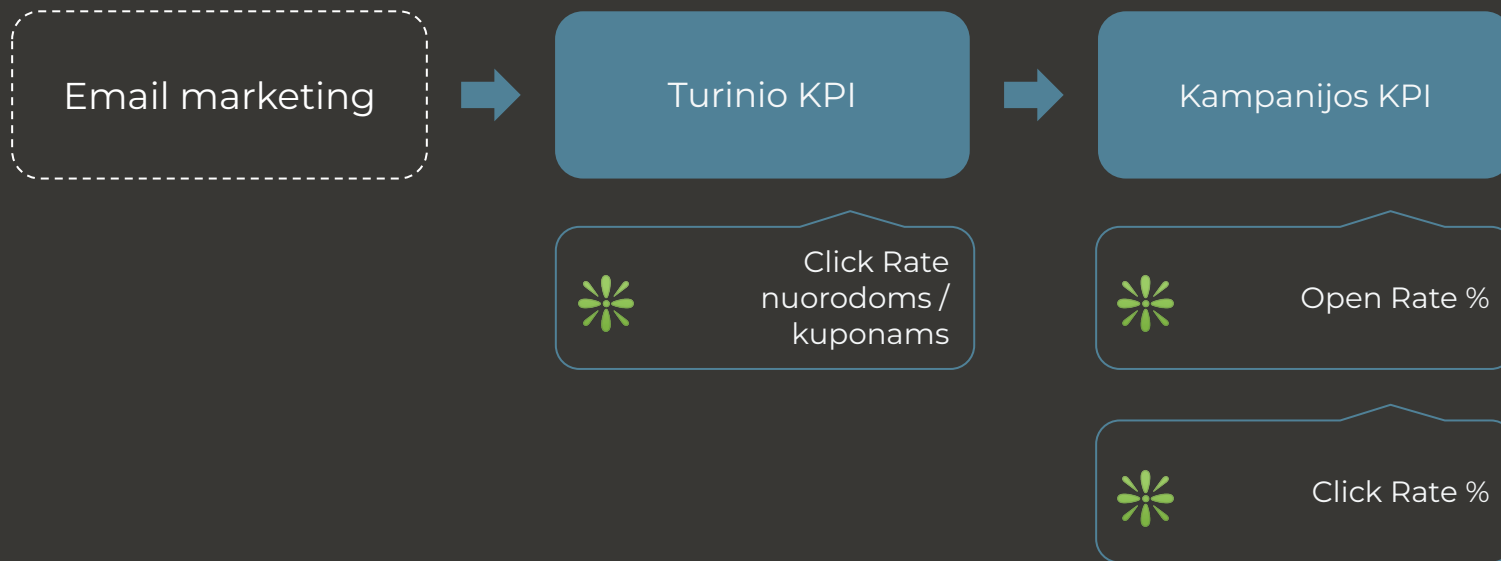 Email marketing
Turinio KPI
Kampanijos KPI
Click Rate
nuorodoms /
kuponams
Open Rate %
Click Rate %